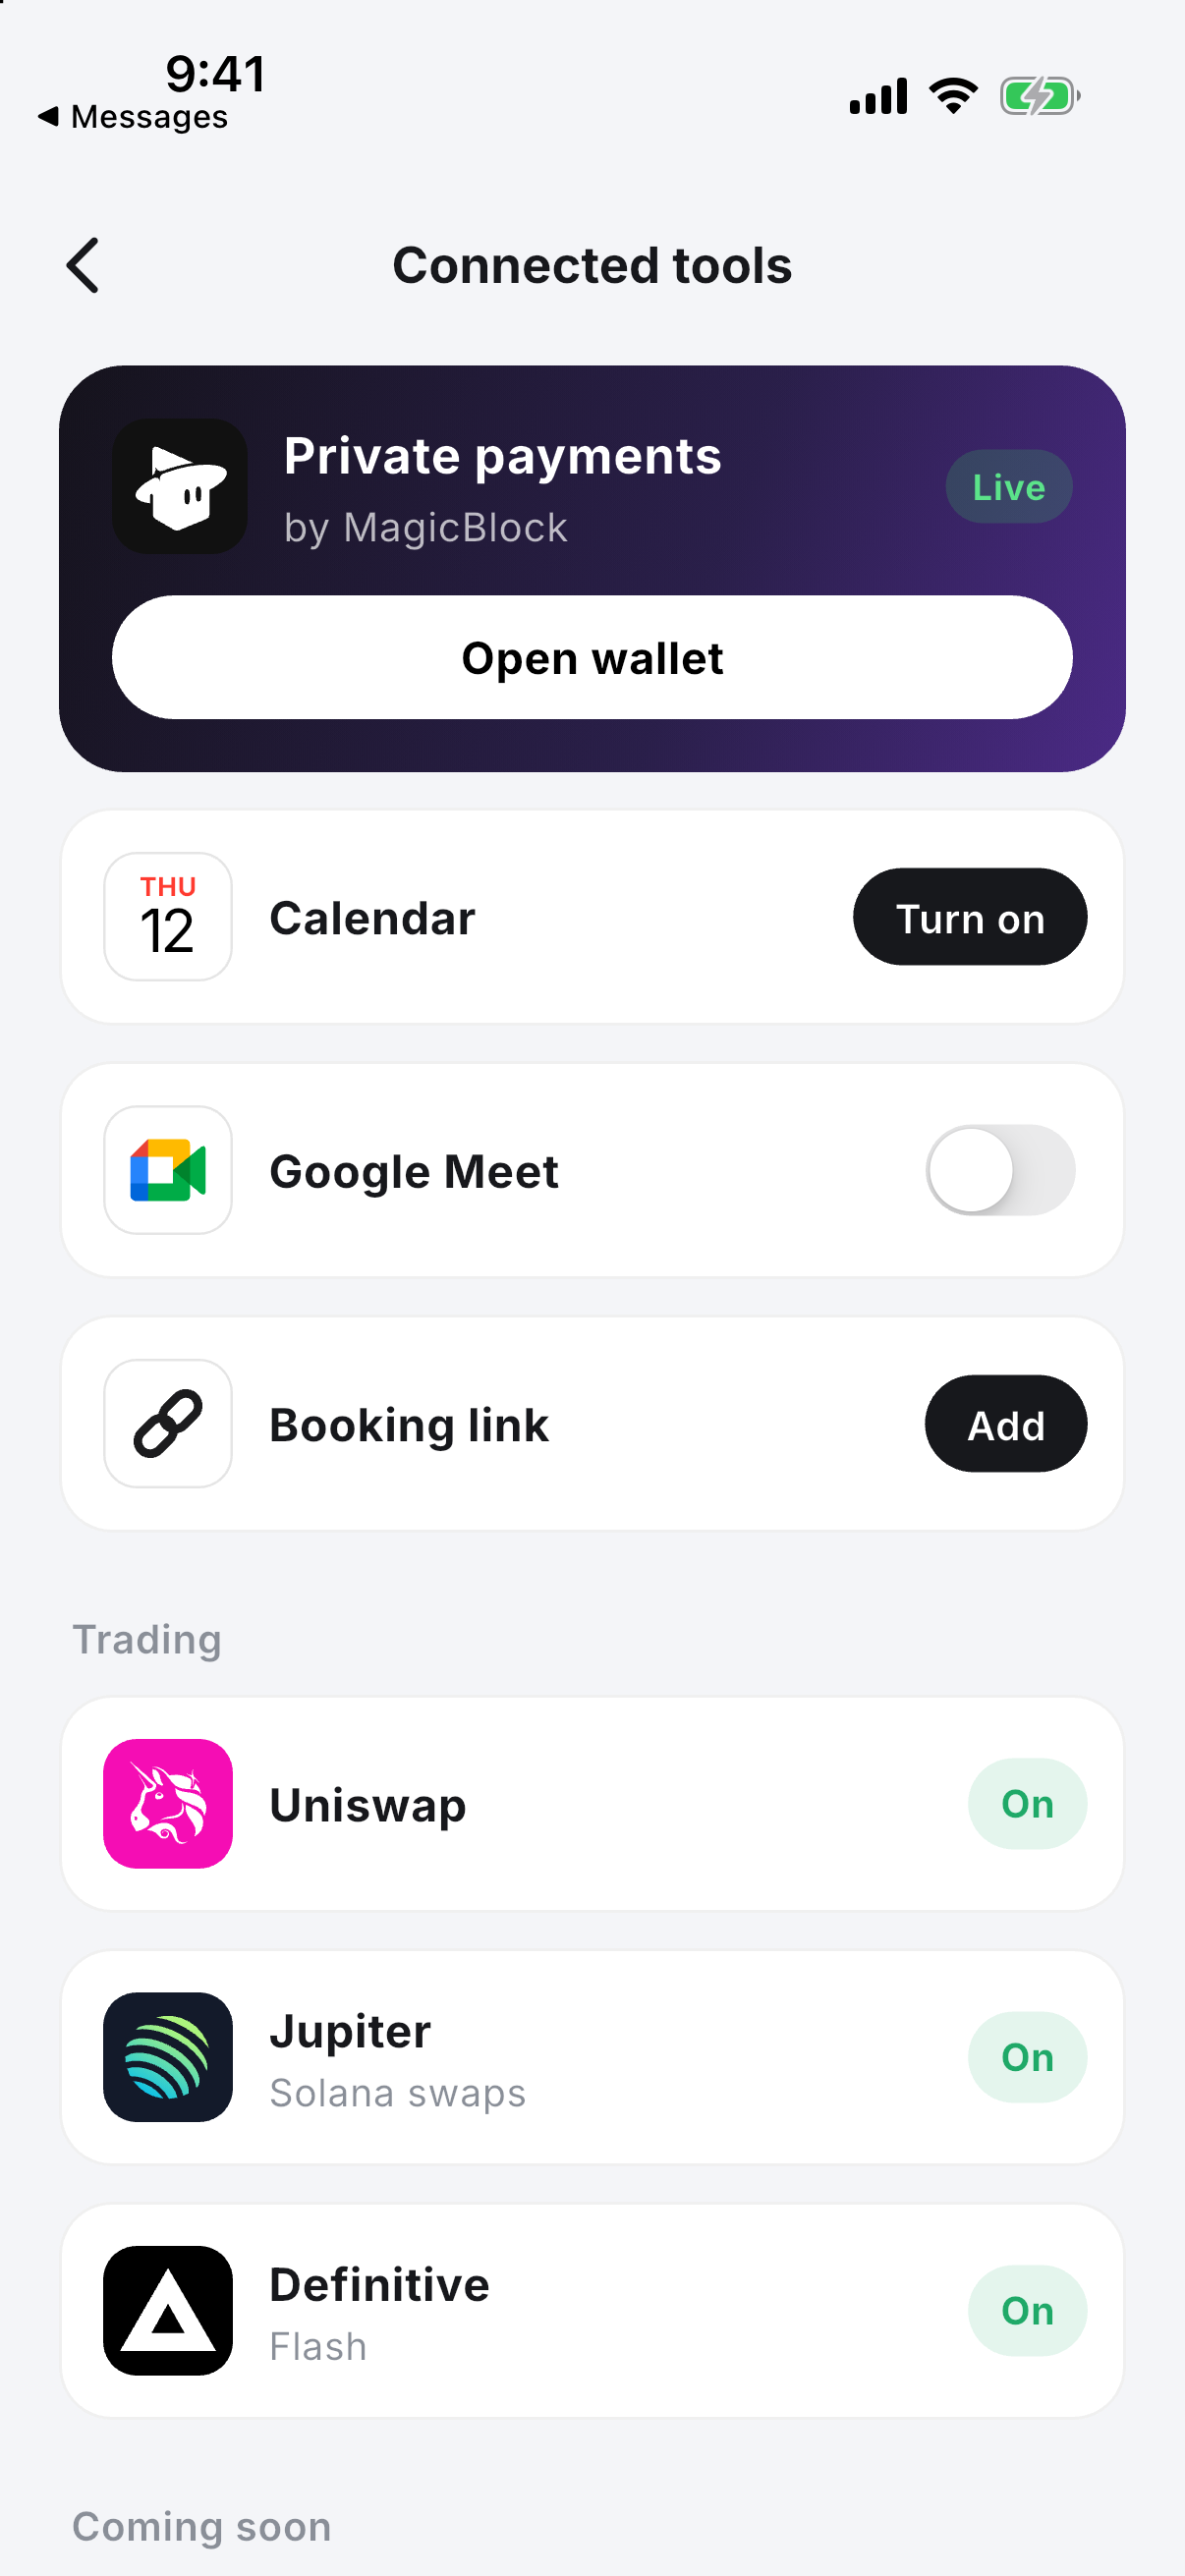 9:41
Messages
Connected tools
Private payments
by MagicBlock
Live
Open wallet
THU
12
Calendar
Turn on
Google Meet
Booking link
Add
Trading
Uniswap
On
Jupiter
Solana swaps
On
Definitive
Flash
On
Coming soon